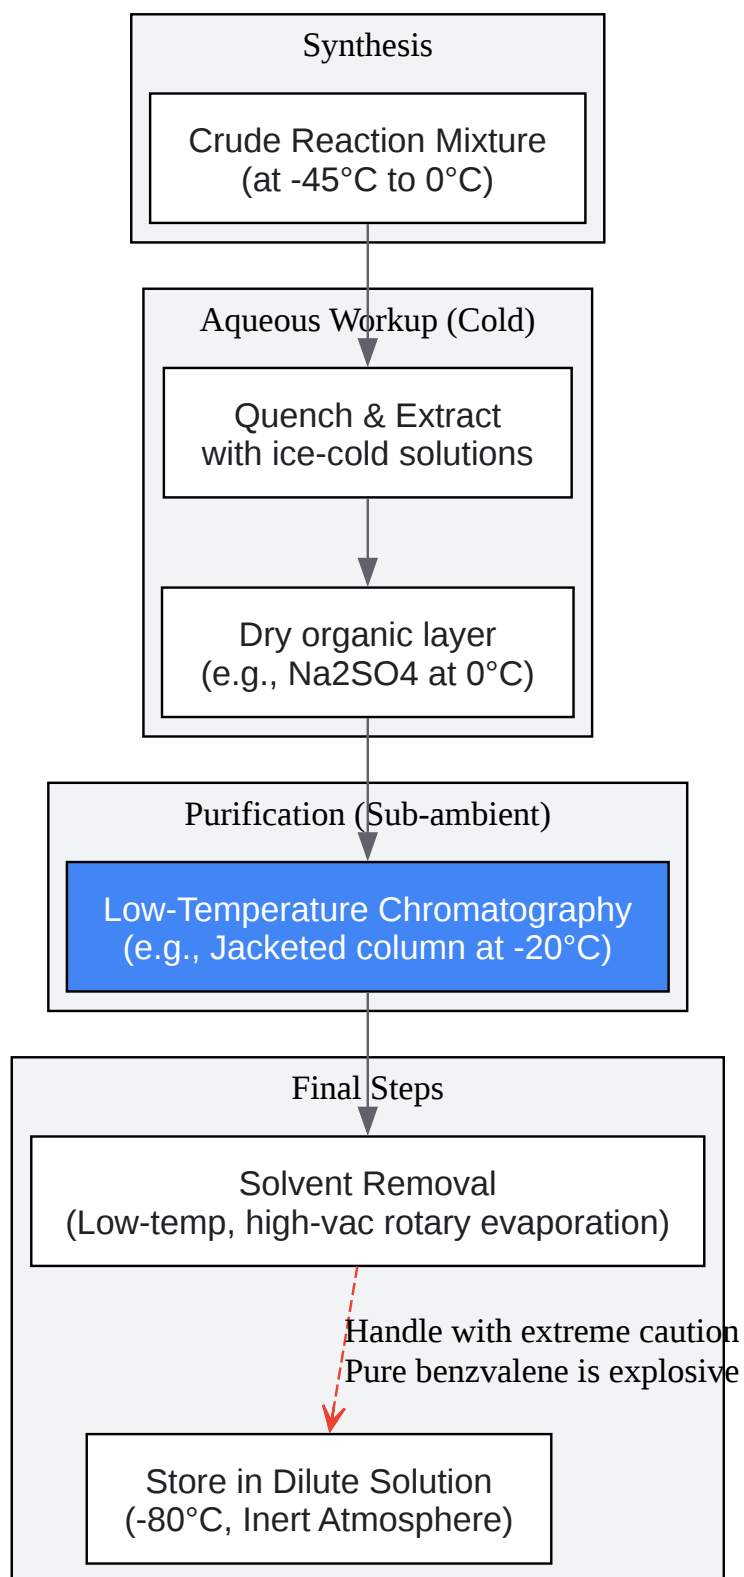 Synthesis
Crude Reaction Mixture
(at -45°C to 0°C)
Aqueous Workup (Cold)
Quench & Extract
with ice-cold solutions
Dry organic layer
(e.g., Na2SO4 at 0°C)
Purification (Sub-ambient)
Low-Temperature Chromatography
(e.g., Jacketed column at -20°C)
Final Steps
Solvent Removal
(Low-temp, high-vac rotary evaporation)
Handle with extreme caution
Pure benzvalene is explosive
Store in Dilute Solution
(-80°C, Inert Atmosphere)